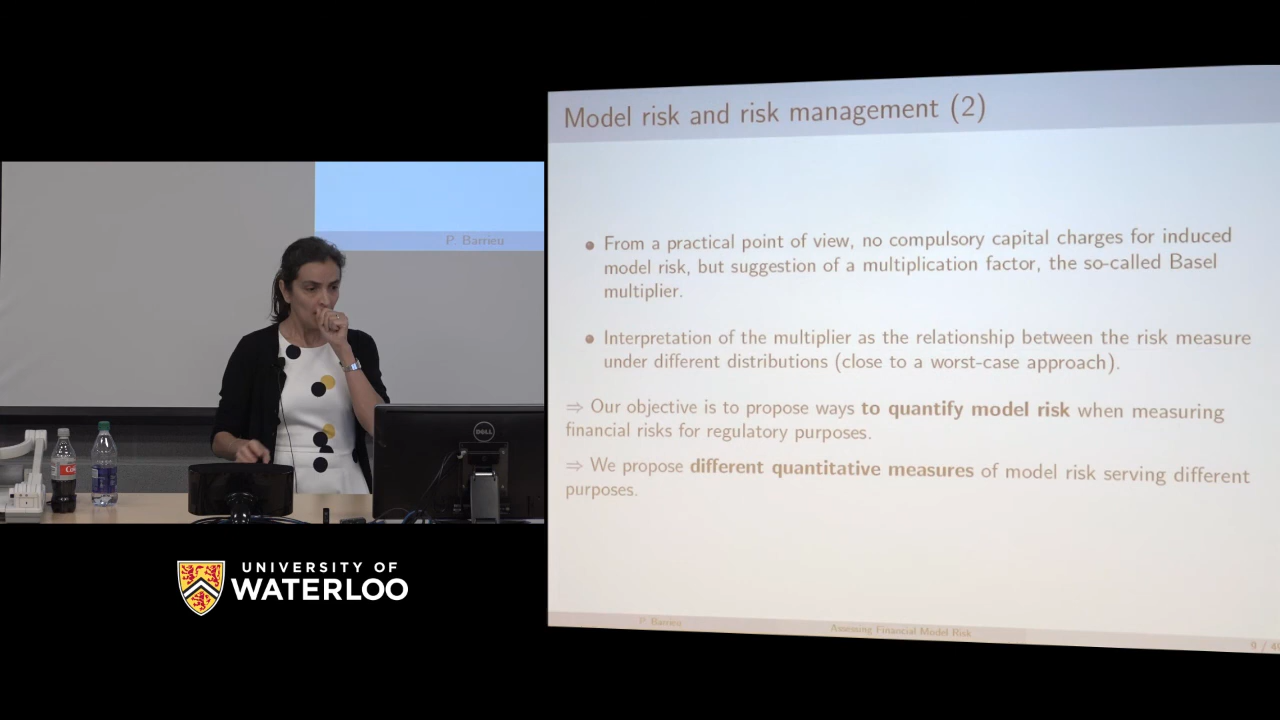 Model risk and risk management (2)
P. Barrieu
From a practical point of view, no compulsory capital charges for induced
model risk, but suggestion of a multiplication factor, the so-called Basel
multiplier.
Interpretation of the multiplier as the relationship between the risk measure
under different distributions (close to a worst-case approach).
⇒ Our objective is to propose ways to quantify model risk when measuring
financial risks for regulatory purposes.
⇒ We propose different quantitative measures of model risk serving different
purposes.
DELL
UNIVERSITY OF
WATERLOO
P. Barrieu
Assessing Financial Model Risk